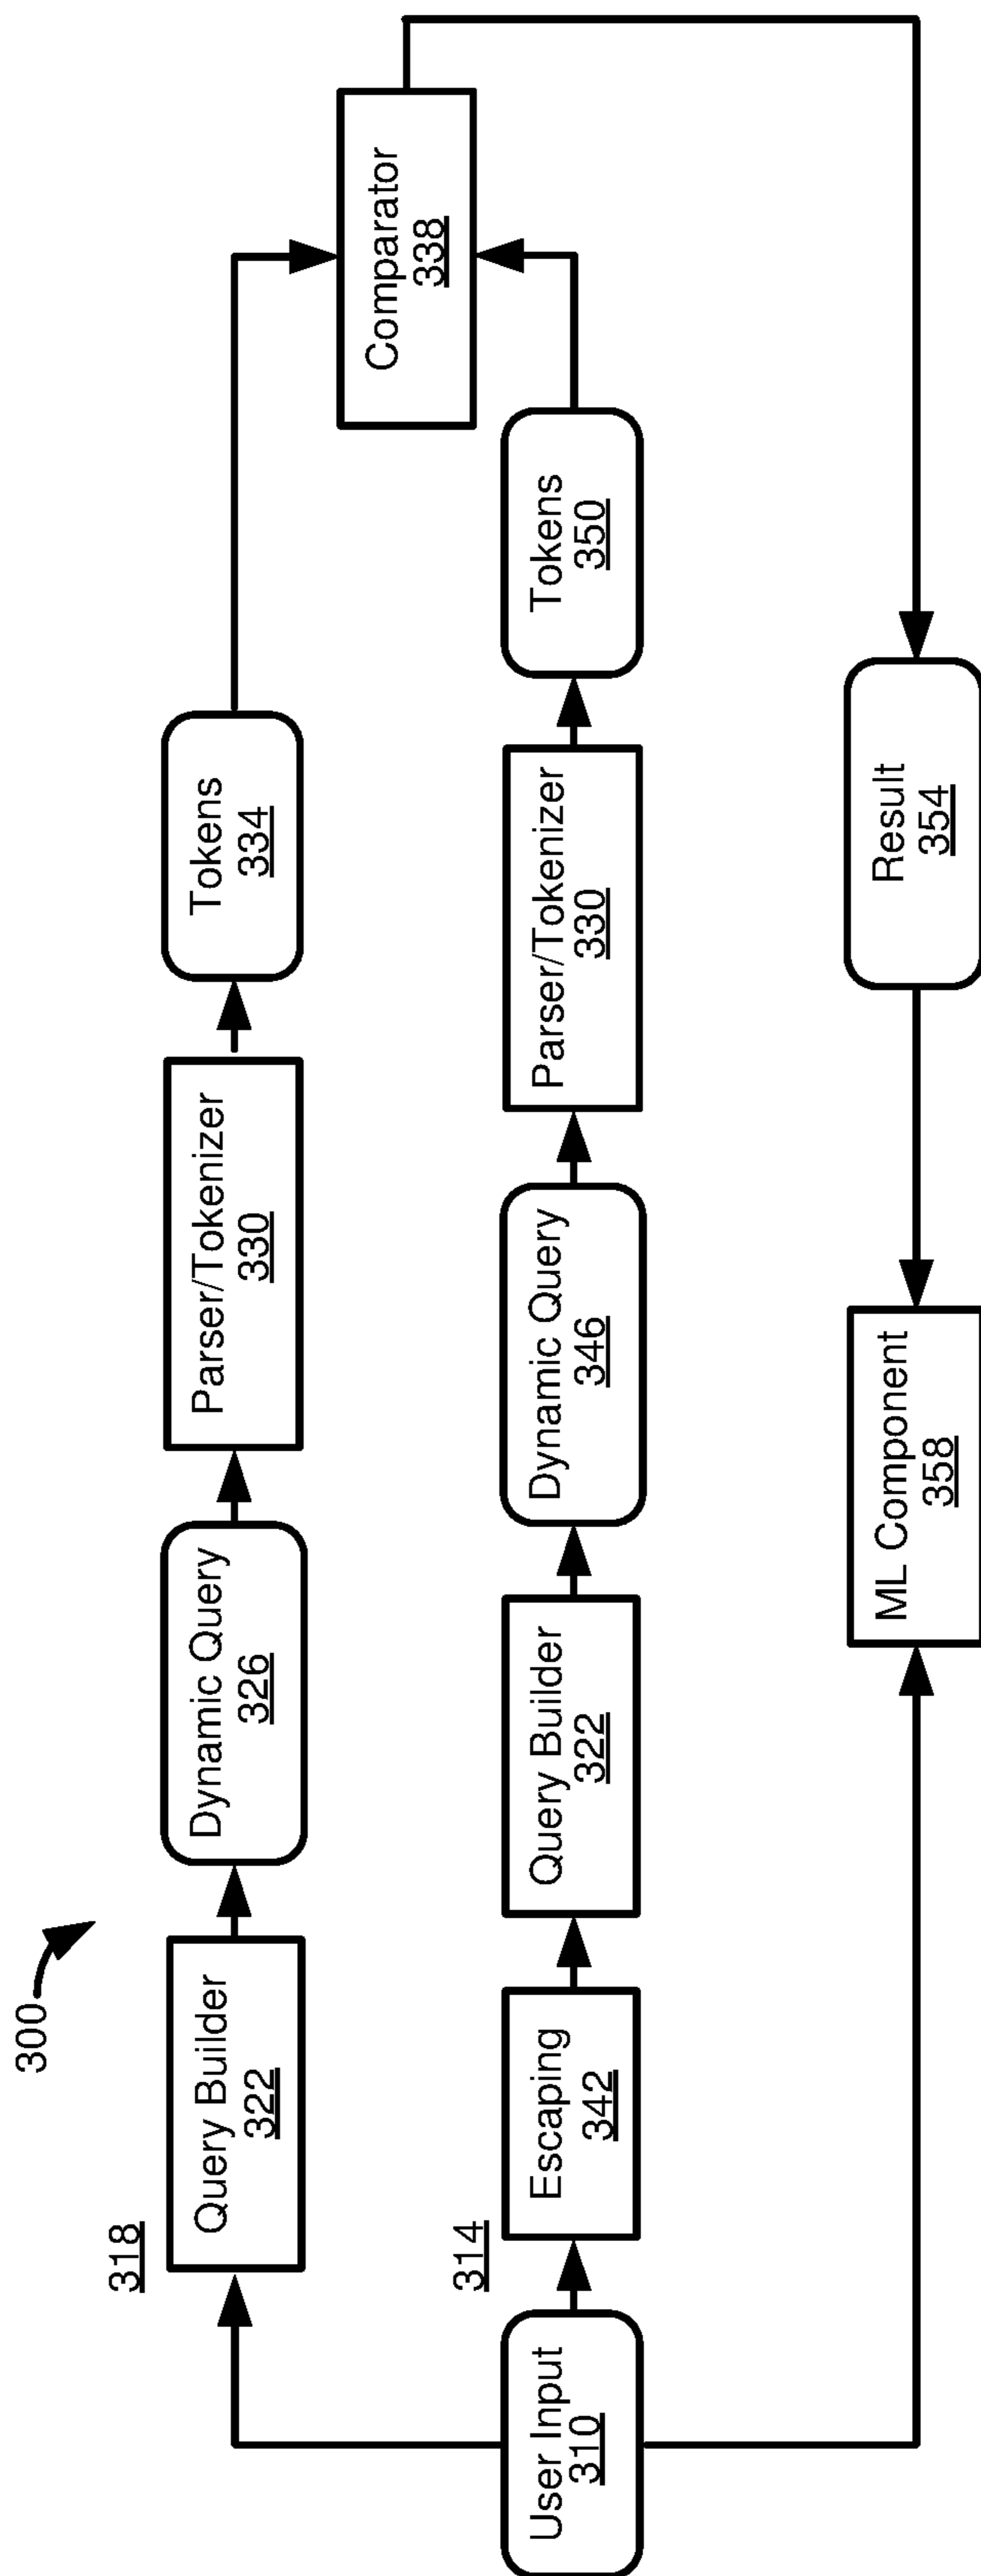 300
318
Query Builder
322
Dynamic Query
326
Parser/Tokenizer
330
Tokens
334
Comparator
338
314
User Input
310
Escaping
342
Query Builder
322
Dynamic Query
346
Parser/Tokenizer
330
Tokens
350
ML Component
358
Result
354